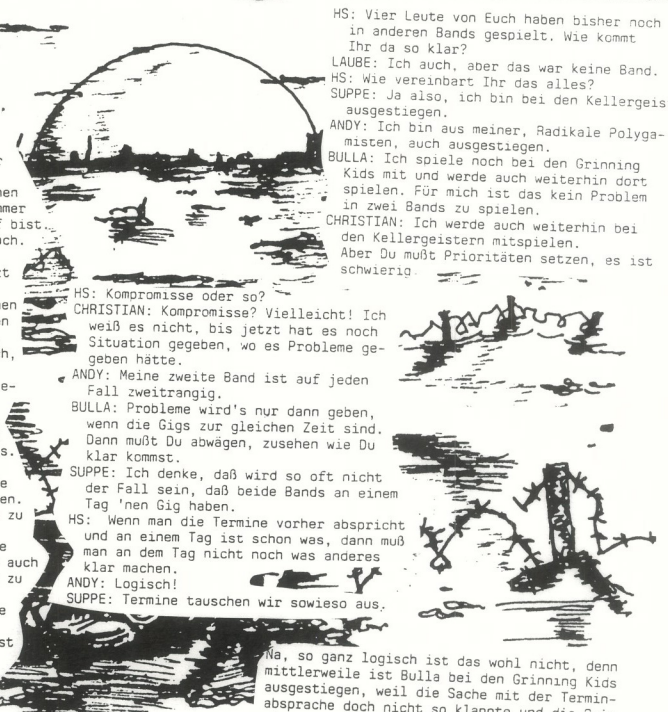 f bist.
zu
auch
zu
HS: Vier Leute von Euch haben bisher noch
in anderen Bands gespielt. Wie kommt
Ihr da so klar?
LAUBE: Ich auch, aber das war keine Band.
HS: Wie vereinbart Ihr das alles?
SUPPE: Ja also, ich bin bei den Kellergeis
ausgestiegen.
ANDY: Ich bin aus meiner, Radikale Polyga-
misten, auch ausgestiegen.
BULLA: Ich spiele noch bei den Grinning
Kids mit und werde auch weiterhin dort
spielen. Für mich ist das kein Problem
in zwei Bands zu spielen.
CHRISTIAN: Ich werde auch weiterhin bei
den Kellergeistern mitspielen.
Aber Du mußt Prioritäten setzen, es ist
schwierig.
HS: Kompromisse oder so?
CHRISTIAN: Kompromisse? Vielleicht! Ich
weiß es nicht, bis jetzt hat es noch
Situation gegeben, wo es Probleme ge-
geben hätte.
ANDY: Meine zweite Band ist auf jeden
Fall zweitrangig.
BULLA: Probleme wird's nur dann geben,
wenn die Gigs zur gleichen Zeit sind.
Dann mußt Du abwägen, zusehen wie Du
klar kommst.
SUPPE: Ich denke, daß wird so oft nicht
der Fall sein, daß beide Bands an einem
Tag 'nen Gig haben.
HS: Wenn man die Termine vorher abspricht
und an einem Tag ist schon was, dann muß
man an dem Tag nicht noch was anderes
klar machen.
ANDY: Logisch!
SUPPE: Termine tauschen wir sowieso aus.
Na, so ganz logisch ist das wohl nicht, denn
mittlerweile ist Bulla bei den Grinning Kids
ausgestiegen, weil die Sache mit der Termin-
absprache doch nicht so klappte und die